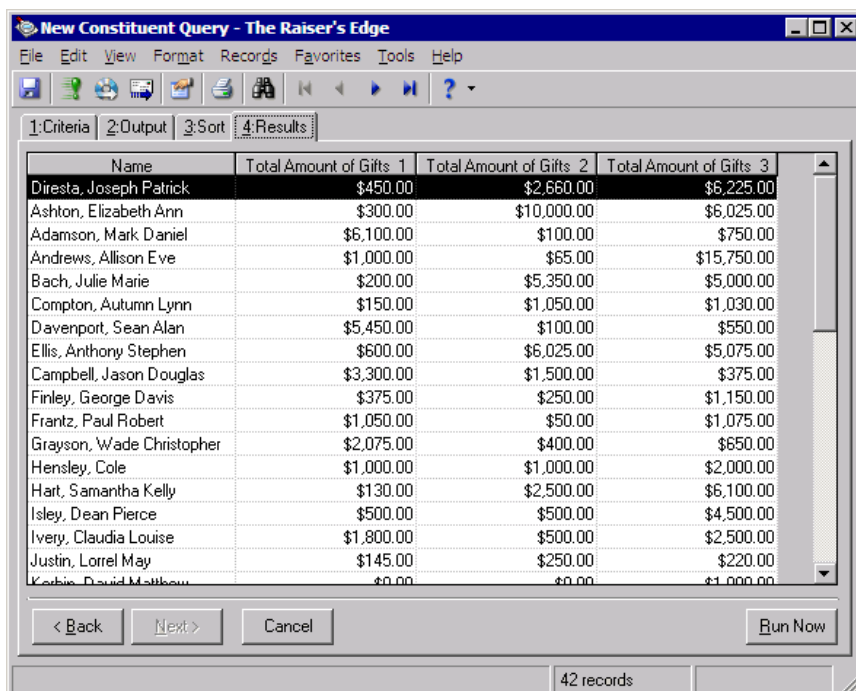 New Constituent Query - The Raiser's Edge
File Edit View Format Records Favorites Tools Help
1:Criteria 2:Output 3:Sort 4:Results
Name Total Amount of Gifts 1 Total Amount of Gifts 2 Total Amount of Gifts 3
Diresta, Joseph Patrick $450.00 $2,660.00 $6,225.00
Ashton, Elizabeth Ann $300.00 $10,000.00 $6,025.00
Adamson, Mark Daniel $6,100.00 $100.00 $750.00
Andrews, Allison Eve $1,000.00 $65.00 $15,750.00
Bach, Julie Marie $200.00 $5,350.00 $5,000.00
Compton, Autumn Lynn $150.00 $1,050.00 $1,030.00
Davenport, Sean Alan $5,450.00 $100.00 $550.00
Ellis, Anthony Stephen $600.00 $6,025.00 $5,075.00
Campbell, Jason Douglas $3,300.00 $1,500.00 $375.00
Finley, George Davis $375.00 $250.00 $1,150.00
Frantz, Paul Robert $1,050.00 $50.00 $1,075.00
Grayson, Wade Christopher $2,075.00 $400.00 $650.00
Hensley, Cole $1,000.00 $1,000.00 $2,000.00
Hart, Samantha Kelly $130.00 $2,500.00 $6,100.00
Isley, Dean Pierce $500.00 $500.00 $4,500.00
Ivery, Claudia Louise $1,800.00 $500.00 $2,500.00
Justin, Lorrel May $145.00 $250.00 $220.00
David Matthew $0.00 $0.00 $1,000.00
< Back Next > Cancel Run Now
42 records